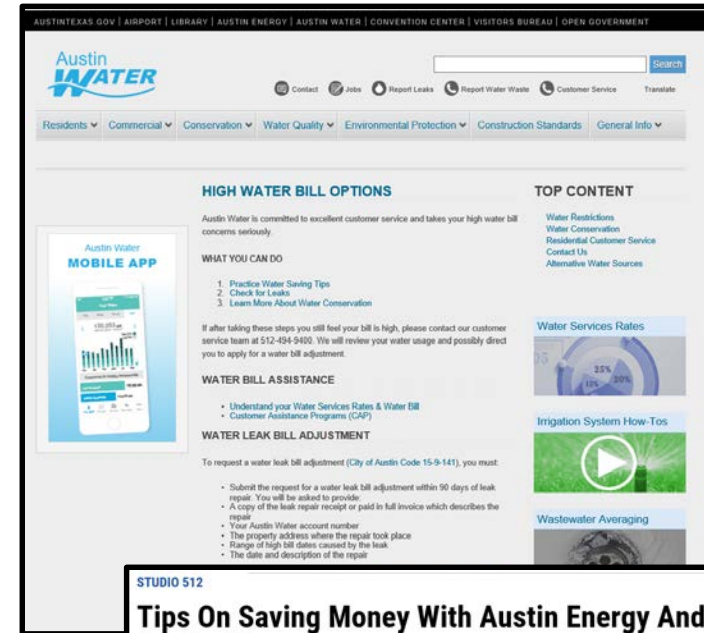 AUSTINTEXAS.GOV | AIRPORT | LIBRARY | AUSTIN ENERGY | AUSTIN WATER | CONVENTION CENTER | VISITORS BUREAU | OPEN GOVERNMENT
Austin
WATER
Search
Contact Jobs Report Leaks Report Water Waste Customer Service Translate
Residents Commercial Conservation Water Quality Environmental Protection Construction Standards General Info
HIGH WATER BILL OPTIONS
Austin Water is committed to excellent customer service and takes your high water bill
concerns seriously.
WHAT YOU CAN DO
1. Practice Water Saving Tips
2. Check for Leaks
3. Learn More About Water Conservation
If after taking these steps you still feel your bill is high, please contact our customer
service team at 512-494-9400. We will review your water usage and possibly direct
you to apply for a water bill adjustment.
WATER BILL ASSISTANCE
• Understand your Water Services Rates & Water Bill
• Customer Assistance Programs (CAP)
WATER LEAK BILL ADJUSTMENT
To request a water leak bill adjustment (City of Austin Code 15-9-141), you must:
• Submit the request for a water leak bill adjustment within 90 days of leak
repair. You will be asked to provide:
• A copy of the leak repair receipt or paid in full invoice which describes the
repair
• Your Austin Water account number
• The property address where the repair took place
• Range of high bill dates caused by the leak
• The date and description of the repair
Austin Water
MOBILE APP
TOP CONTENT
Water Restrictions
Water Conservation
Residential Customer Service
Contact Us
Alternative Water Sources
Water Services Rates
25%
15%
20%
Irrigation System How-Tos
Wastewater Averaging
STUDIO 512
Tips On Saving Money With Austin Energy And